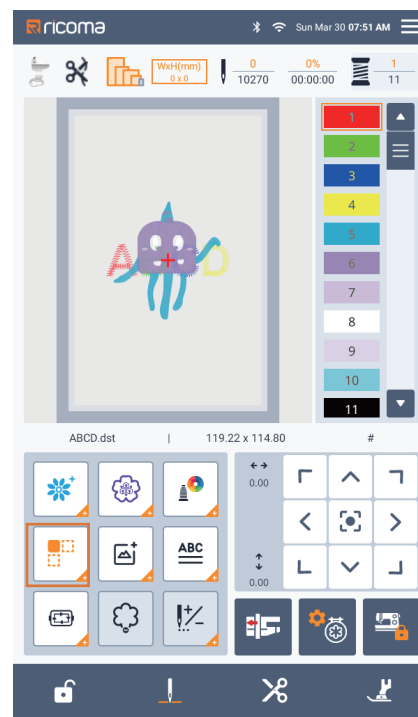 ricoma Sun Mar 30 07:51 AM
WxH(mm) 0 0% 1
0 x 0 10270 00:00:00 11
1
2
3
4
5
6
7
8
9
10
11
A D
ABCD.dst | 119.22 x 114.80 #
0.00
ABC
0.00